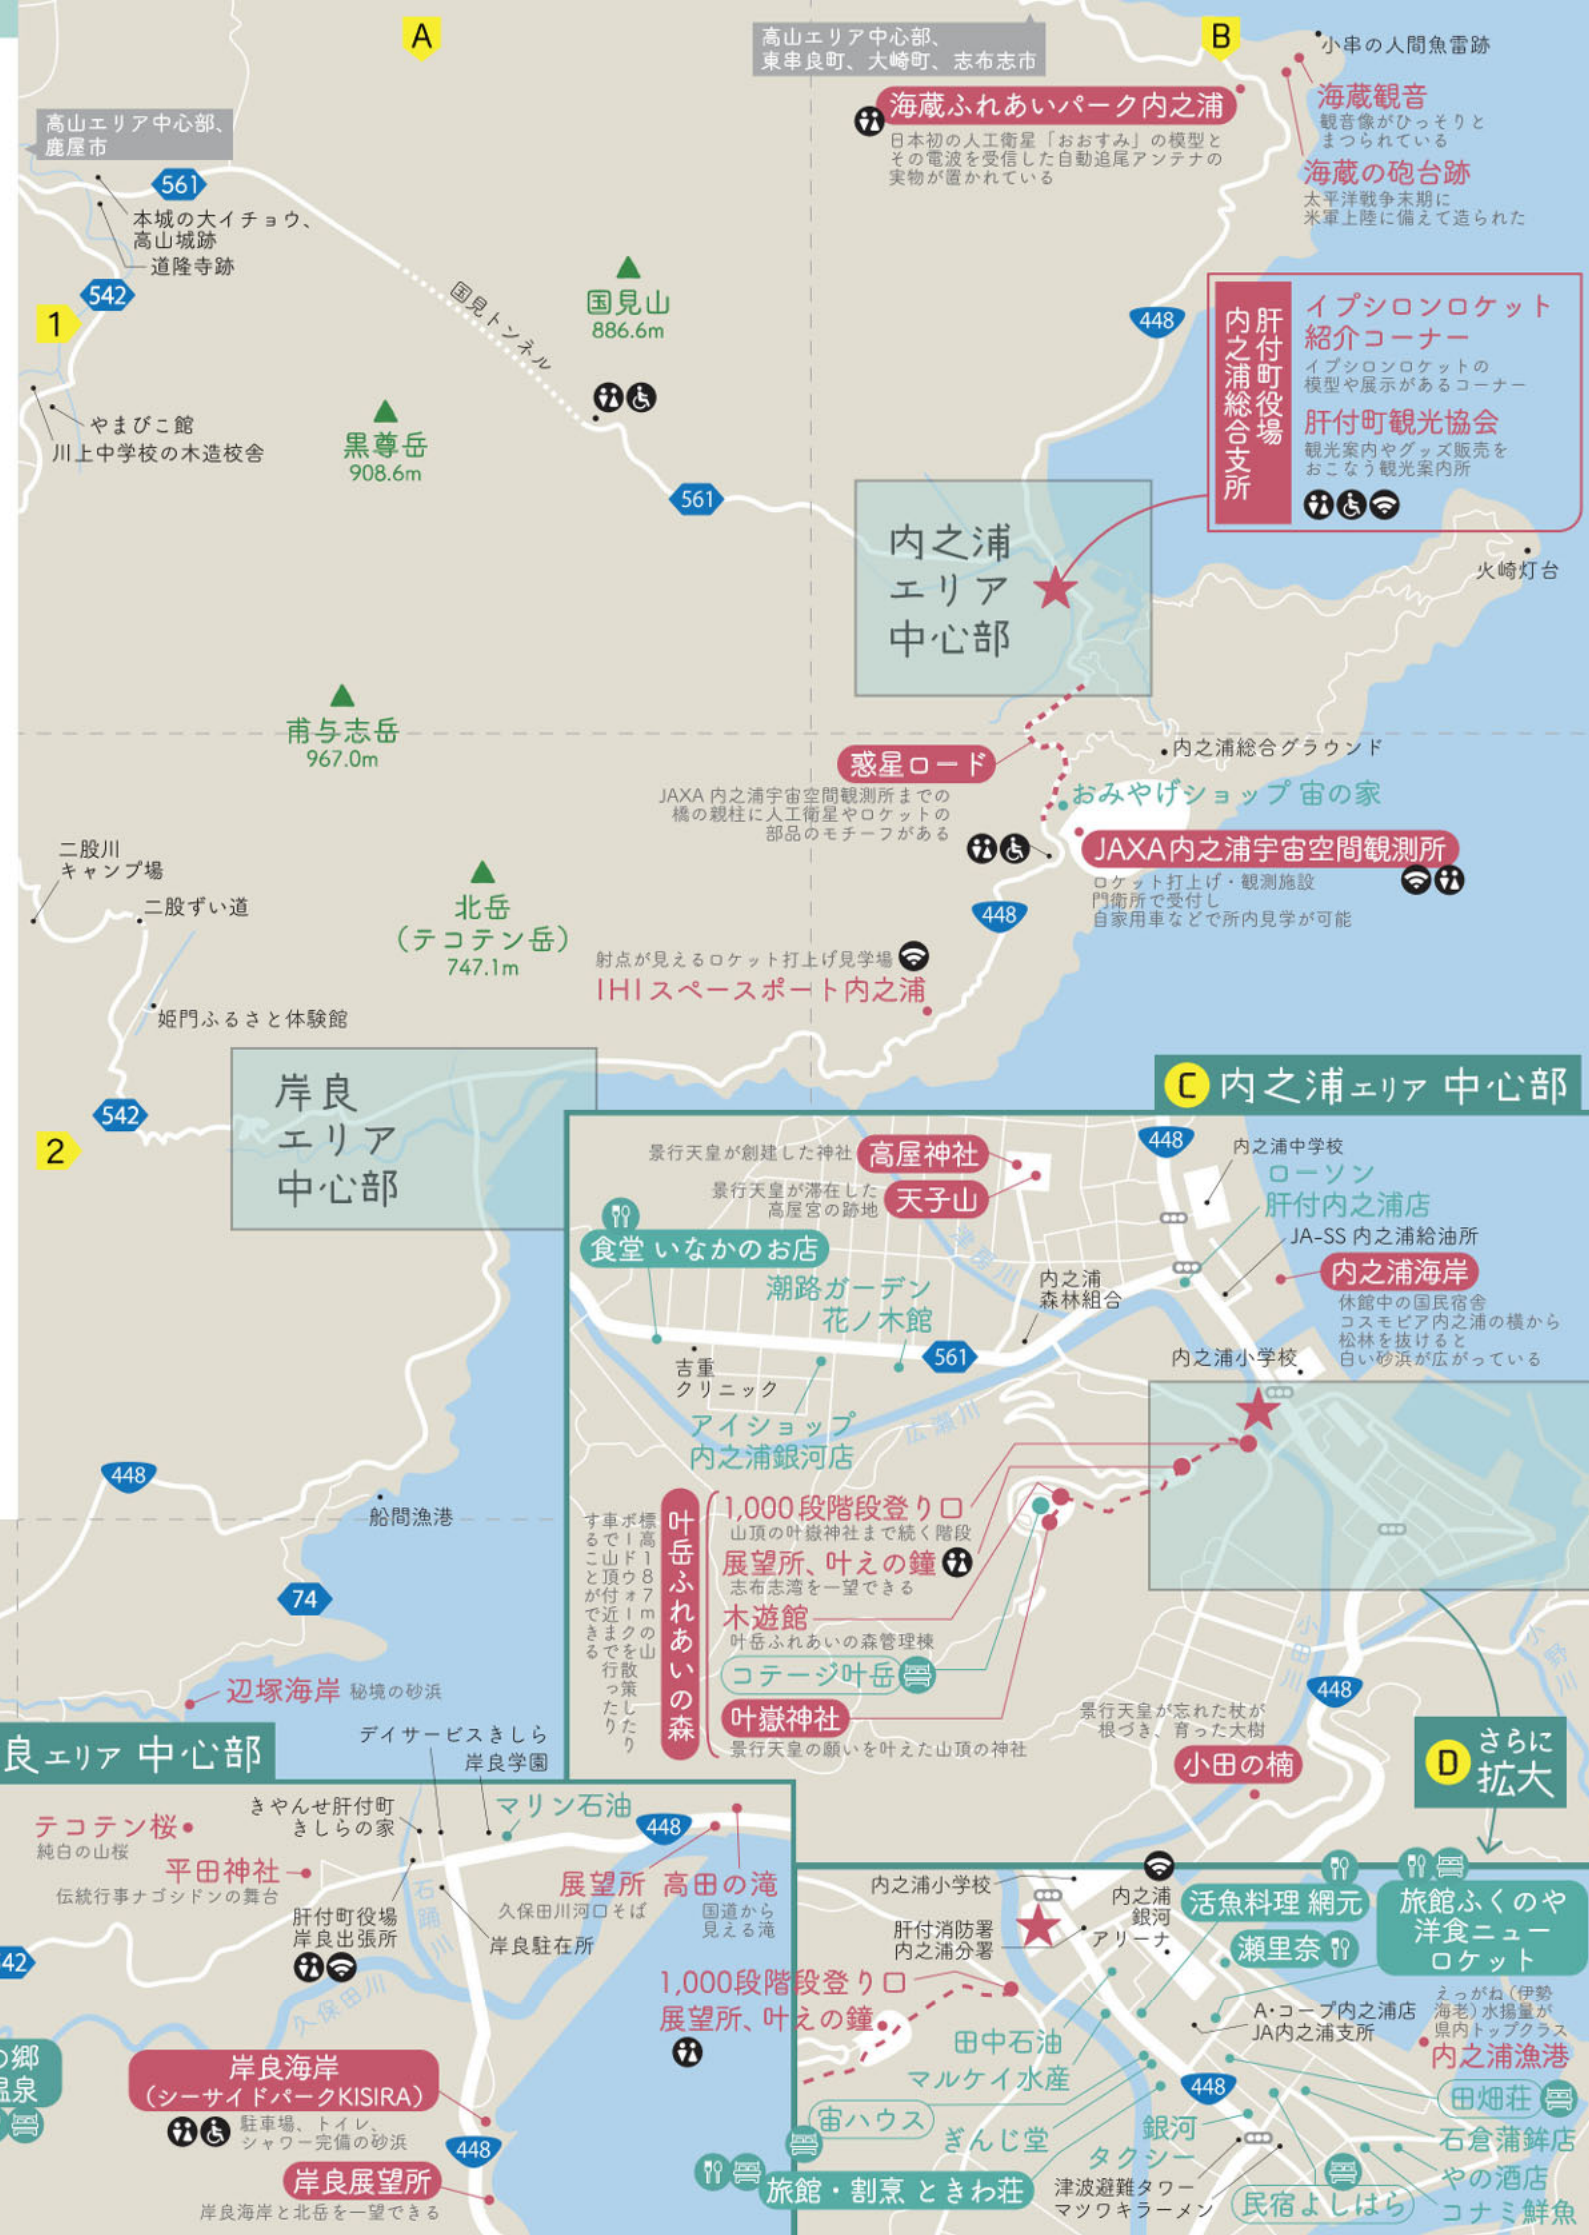 A
B
高山エリア中心部、
東串良町、大崎町、志布志市
小串の人間魚雷跡
海蔵ふれあいパーク内之浦
日本初の人工衛星「おおすみ」の模型と
その電波を受信した自動追尾アンテナの
実物が置かれている
海蔵観音
観音像がひっそりと
まつられている
海蔵の砲台跡
太平洋戦争末期に
米軍上陸に備えて造られた
高山エリア中心部、
鹿屋市
561
本城の大イチョウ、
高山城跡
道隆寺跡
542
1
国見トンネル
国見山
886.6m
448
肝付町役場
内之浦総合支所
イプシロンロケット
紹介コーナー
イプシロンロケットの
模型や展示があるコーナー
肝付町観光協会
観光案内やグッズ販売を
おこなう観光案内所
やまびこ館
川上中学校の木造校舎
黒尊岳
908.6m
561
内之浦
エリア
中心部
火崎灯台
甫与志岳
967.0m
惑星ロード
JAXA 内之浦宇宙空間観測所までの
橋の親柱に人工衛星やロケットの
部品のモチーフがある
内之浦総合グラウンド
おみやげショップ 宙の家
JAXA内之浦宇宙空間観測所
ロケット打上げ・観測施設
門衛所で受付し
自家用車などで所内見学が可能
二股川
キャンプ場
二股ずい道
北岳
（テコテン岳）
747.1m
448
射点が見えるロケット打上げ見学場
IHIスペースポート内之浦
姫門ふるさと体験館
岸良
エリア
中心部
542
2
C 内之浦エリア 中心部
448
内之浦中学校
景行天皇が創建した神社
高屋神社
景行天皇が滞在した
高屋宮の跡地
天子山
ローソン
肝付内之浦店
JA-SS 内之浦給油所
食堂 いなかのお店
津房川
内之浦海岸
休館中の国民宿舎
コスモピア内之浦の横から
松林を抜けると
白い砂浜が広がっている
潮路ガーデン
花ノ木館
内之浦
森林組合
561
内之浦小学校
吉重
クリニック
アイショップ
内之浦銀河店
広瀬川
448
船間漁港
叶岳ふれあいの森
標高187mの山
ボードウォークを散策したり
車で山頂付近まで行ったり
することができる
1,000段階段登り口
山頂の叶嶽神社まで続く階段
展望所、叶えの鐘
志布志湾を一望できる
木遊館
叶岳ふれあいの森管理棟
コテージ叶岳
叶嶽神社
景行天皇の願いを叶えた山頂の神社
74
小田川
小野川
448
辺塚海岸 秘境の砂浜
景行天皇が忘れた杖が
根づき、育った大樹
小田の楠
D さらに
拡大
良エリア 中心部
デイサービスきしら
岸良学園
きやんせ肝付町
きしらの家
マリン石油
448
テコテン桜
純白の山桜
平田神社
伝統行事ナゴシドンの舞台
展望所
久保田川河口そば
高田の滝
国道から
見える滝
石踊川
肝付町役場
岸良出張所
岸良駐在所
42
久保田川
1,000段階段登り口
展望所、叶えの鐘
の郷
温泉
岸良海岸
（シーサイドパークKISIRA）
駐車場、トイレ、
シャワー完備の砂浜
448
岸良展望所
岸良海岸と北岳を一望できる
内之浦小学校
内之浦
銀河
アリーナ
肝付消防署
内之浦分署
活魚料理 網元
瀬里奈
旅館ふくのや
洋食ニュー
ロケット
A・コープ内之浦店
JA内之浦支所
えっがね(伊勢
海老)水揚量が
県内トップクラス
内之浦漁港
田中石油
マルケイ水産
宙ハウス
ぎんじ堂
448
銀河
タクシー
田畑荘
石倉蒲鉾店
やの酒店
コナミ鮮魚
旅館・割烹 ときわ荘
津波避難タワー
マツワキラーメン
民宿よしはら